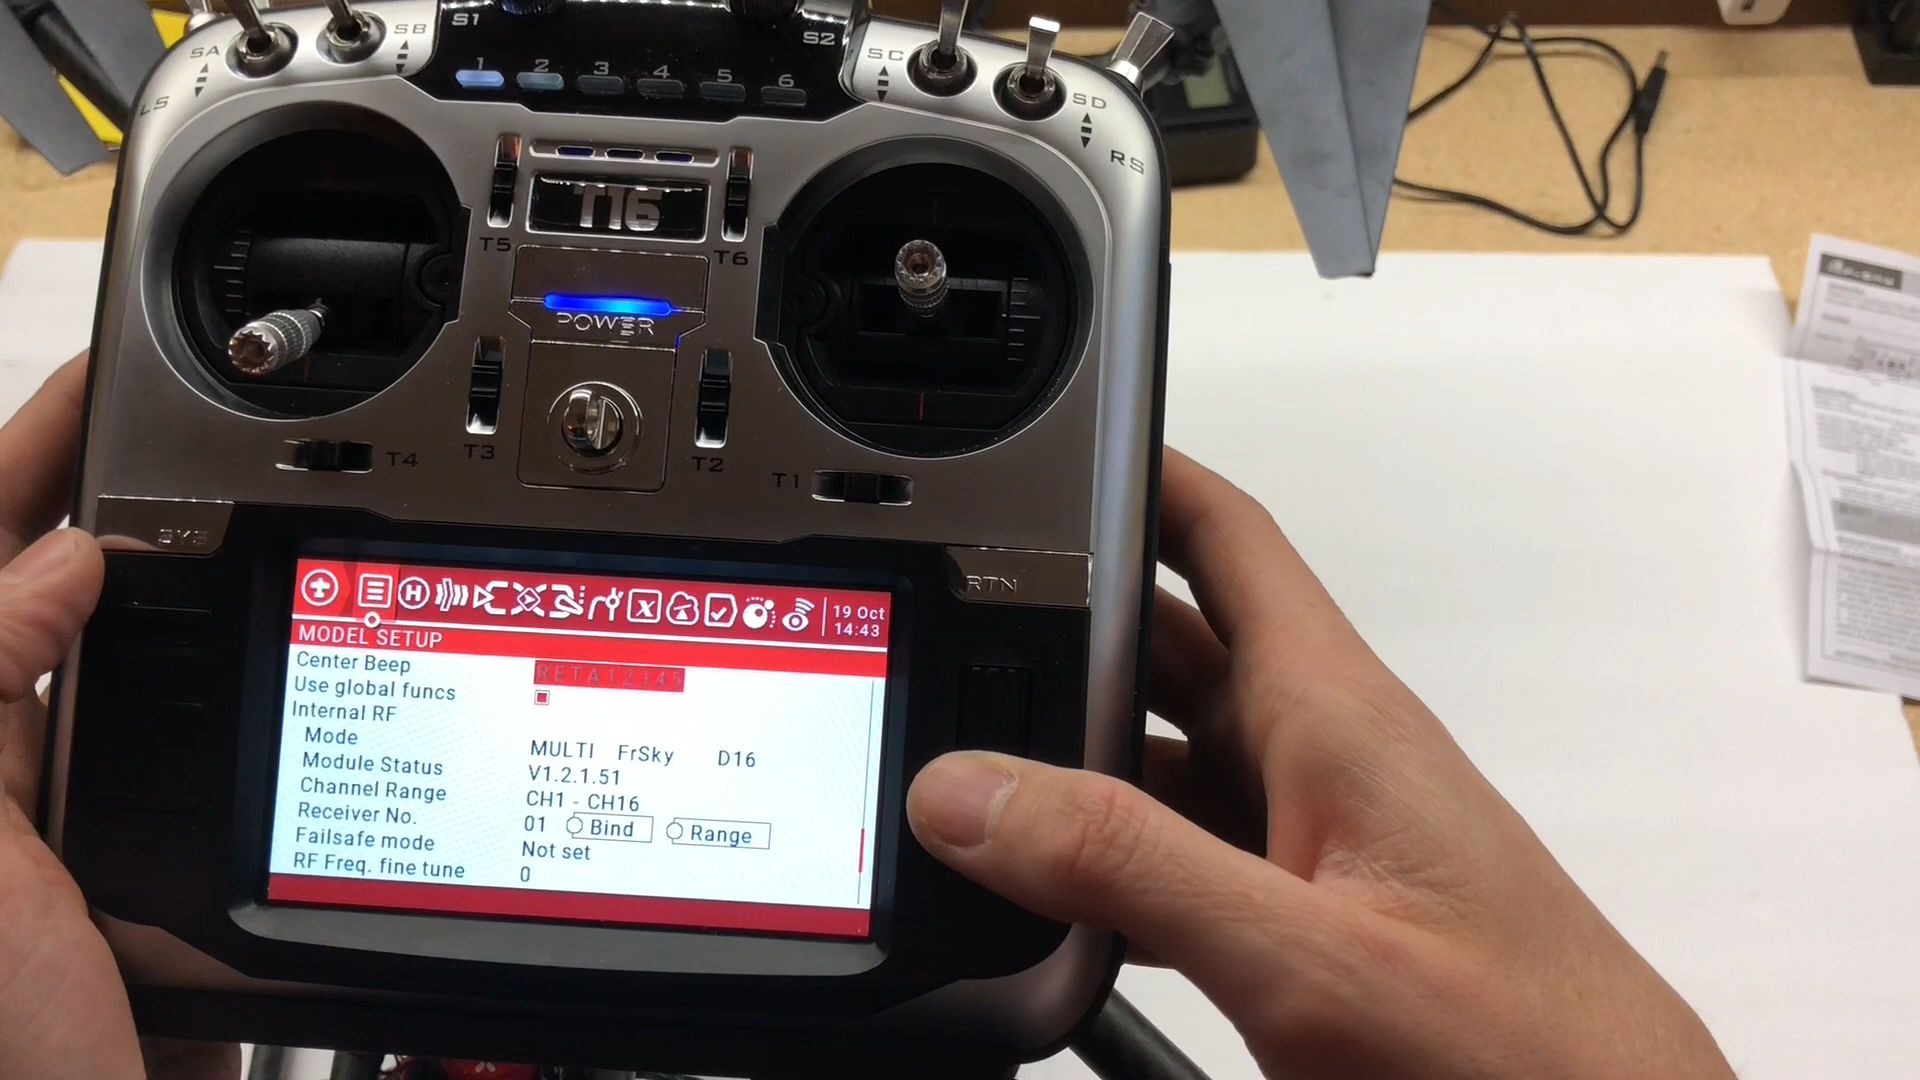 S1
S2
SA
SB
SC
SD
LS
RS
1 2 3 4 5 6
T16
T5
T6
POWER
T3
T2
T4
T1
SYS
RTN
19 Oct
14:43
MODEL SETUP
Center Beep RETA12345
Use global funcs
Internal RF
Mode MULTI FrSky D16
Module Status V1.2.1.51
Channel Range CH1 - CH16
Receiver No. 01 Bind Range
Failsafe mode Not set
RF Freq. fine tune 0